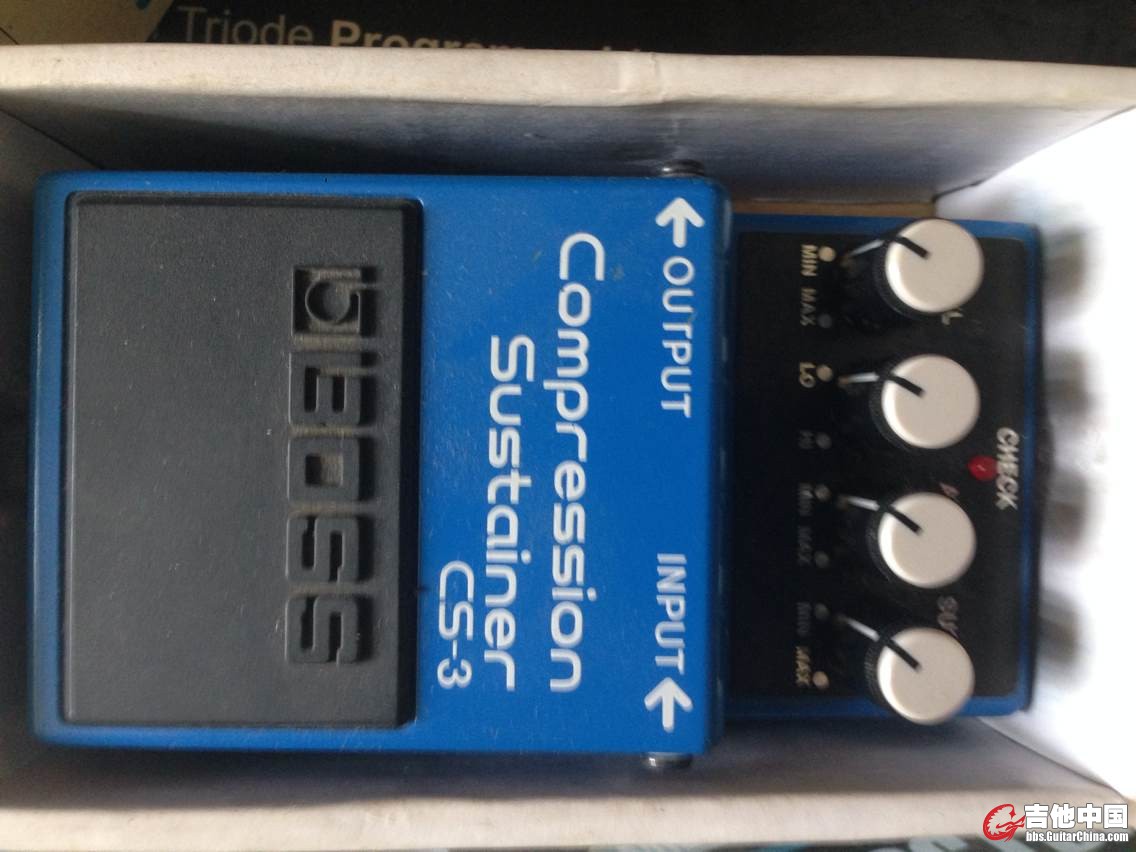 Triode Program
BOSS
Compression
Sustainer
CS-3
OUTPUT
INPUT
CHECK
MIN MAX
LO
HI
MIN MAX
MAX
吉他中国
bbs.GuitarChina.com